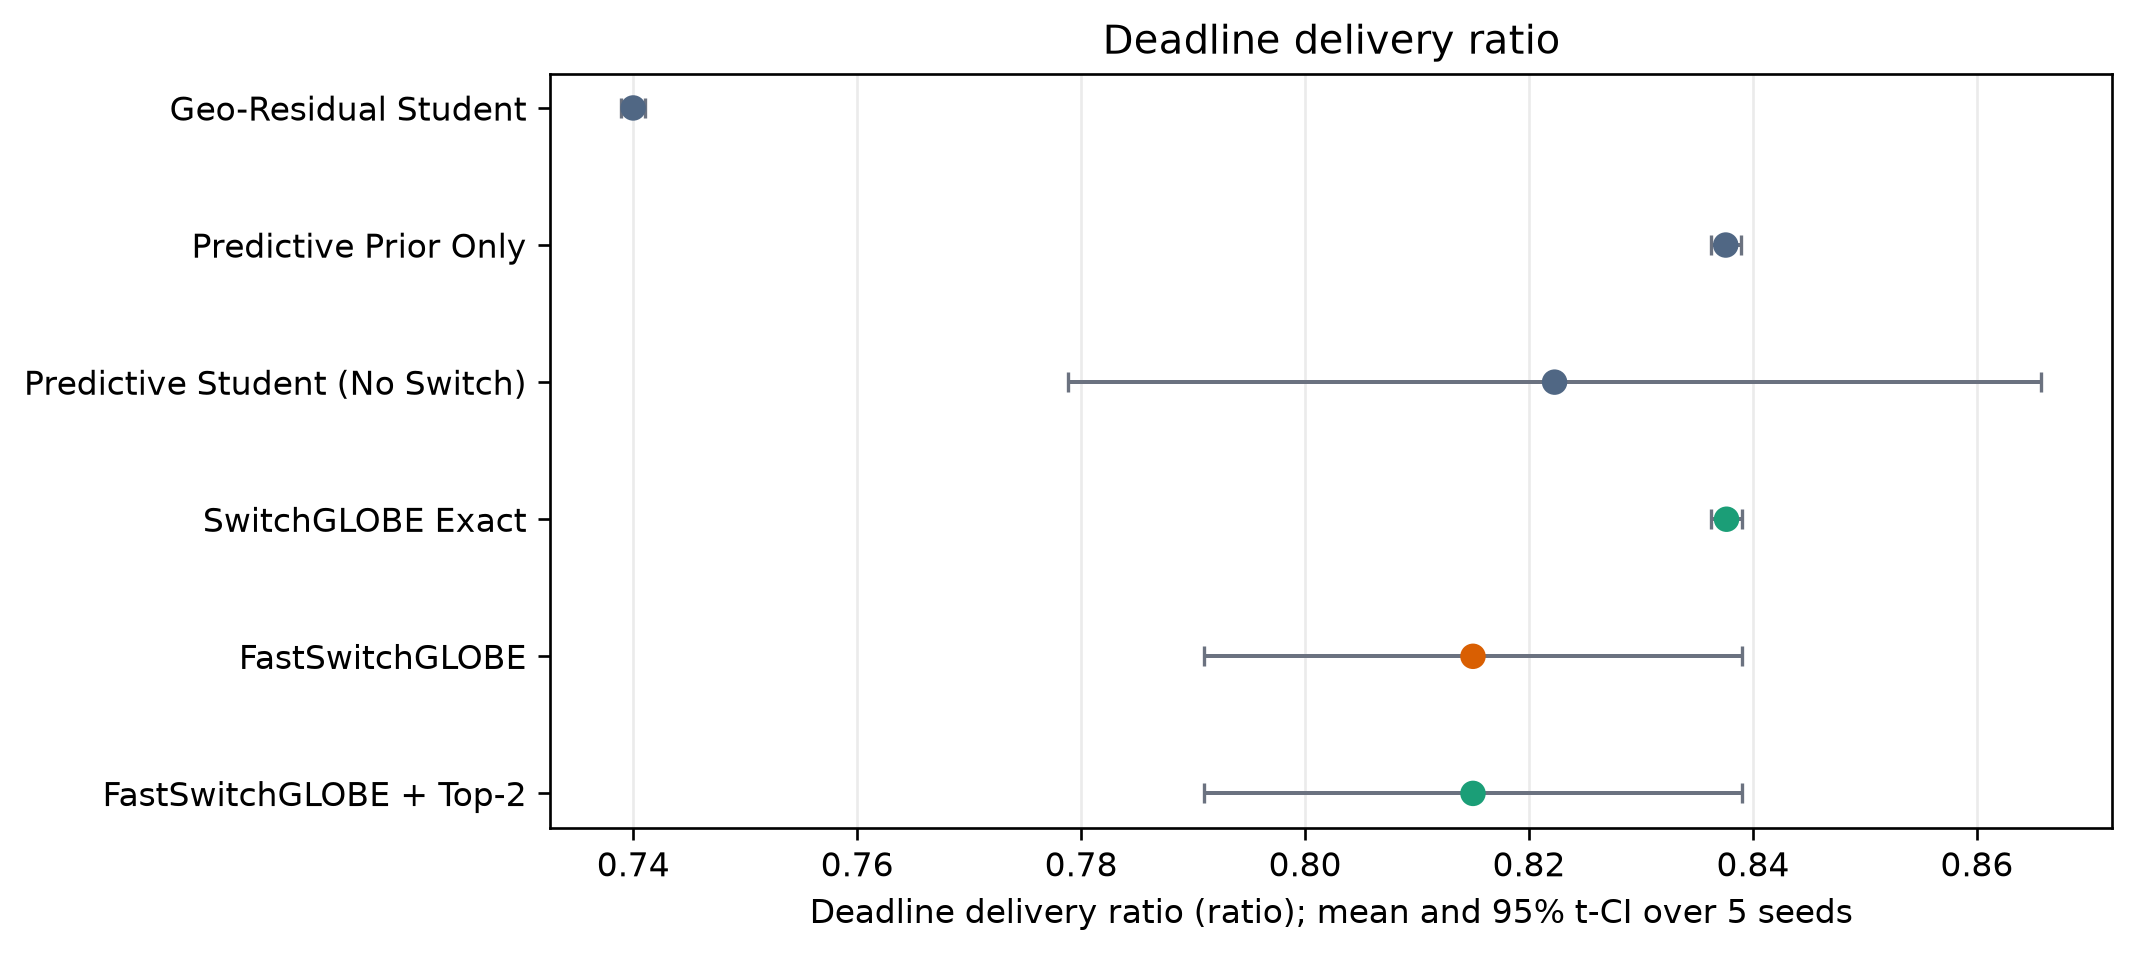 Deadline delivery ratio
Geo-Residual Student
Predictive Prior Only
Predictive Student (No Switch)
SwitchGLOBE Exact
FastSwitchGLOBE
FastSwitchGLOBE + Top-2
0.74 0.76 0.78 0.80 0.82 0.84 0.86
Deadline delivery ratio (ratio); mean and 95% t-CI over 5 seeds